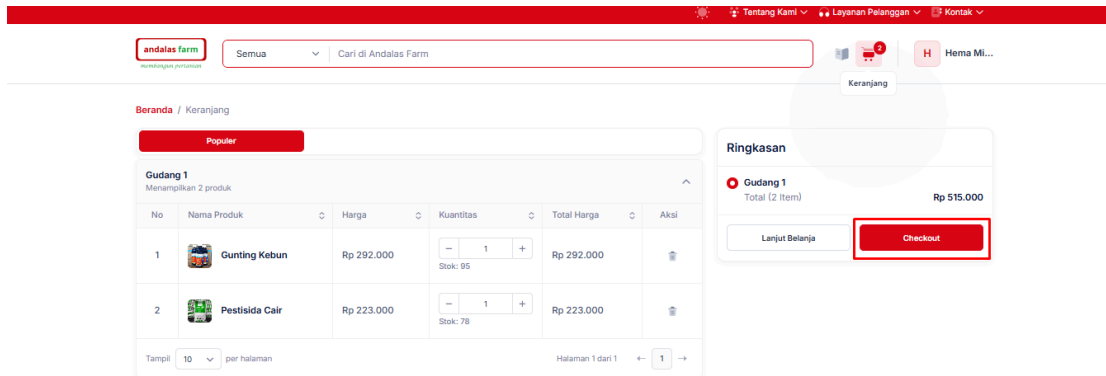 Tentang Kami Layanan Pelanggan Kontak
andalas farm
membangun pertanian
Semua Cari di Andalas Farm 2 H Hema Mi...
Keranjang
Beranda / Keranjang
Populer
Gudang 1
Menampilkan 2 produk
No Nama Produk Harga Kuantitas Total Harga Aksi
1 Gunting Kebun Rp 292.000 − 1 + Rp 292.000
Stok: 95
2 Pestisida Cair Rp 223.000 − 1 + Rp 223.000
Stok: 78
Tampil 10 per halaman Halaman 1 dari 1 ← 1 →
Ringkasan
Gudang 1
Total (2 Item) Rp 515.000
Lanjut Belanja Checkout